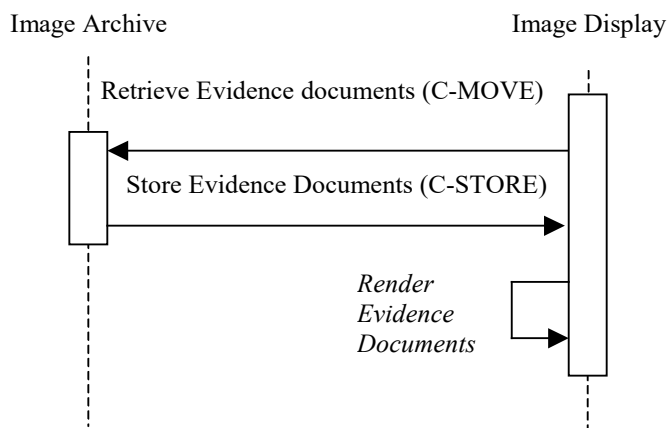 Image Archive
Image Display
Retrieve Evidence documents (C-MOVE)
Store Evidence Documents (C-STORE)
Render
Evidence
Documents